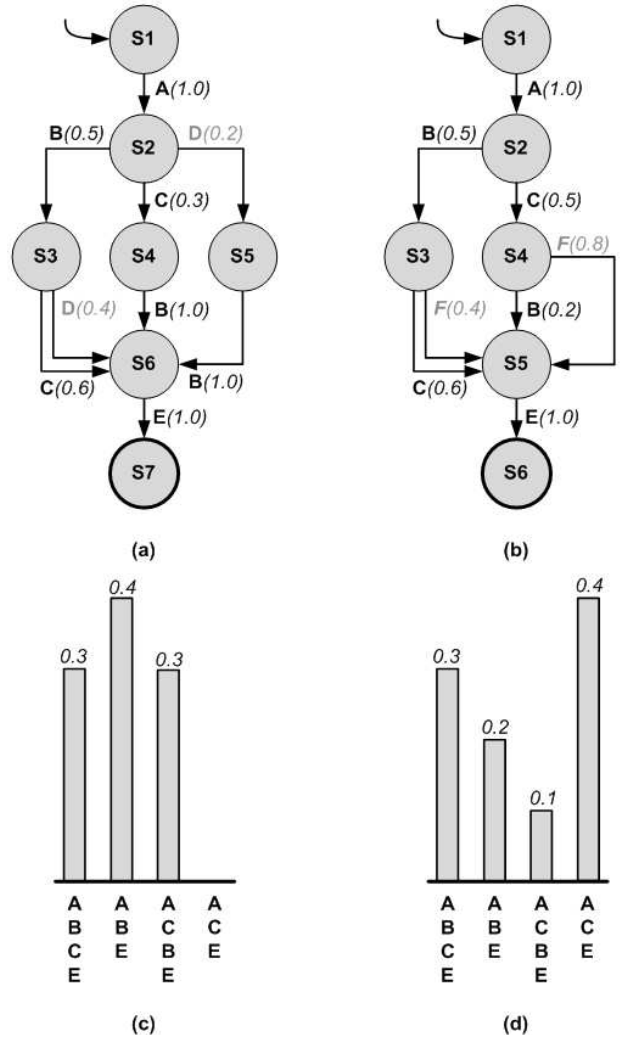 S1
A(1.0)
B(0.5)
S2
D(0.2)
C(0.3)
S3
S4
S5
D(0.4)
B(1.0)
C(0.6)
S6
B(1.0)
E(1.0)
S7
(a)
S1
A(1.0)
B(0.5)
S2
C(0.5)
S3
S4
F(0.8)
F(0.4)
B(0.2)
C(0.6)
S5
E(1.0)
S6
(b)
0.3
0.4
0.3
A A A A
B B C C
C E B E
E E
(c)
0.3
0.2
0.1
0.4
A A A A
B B C C
C E B E
E E
(d)